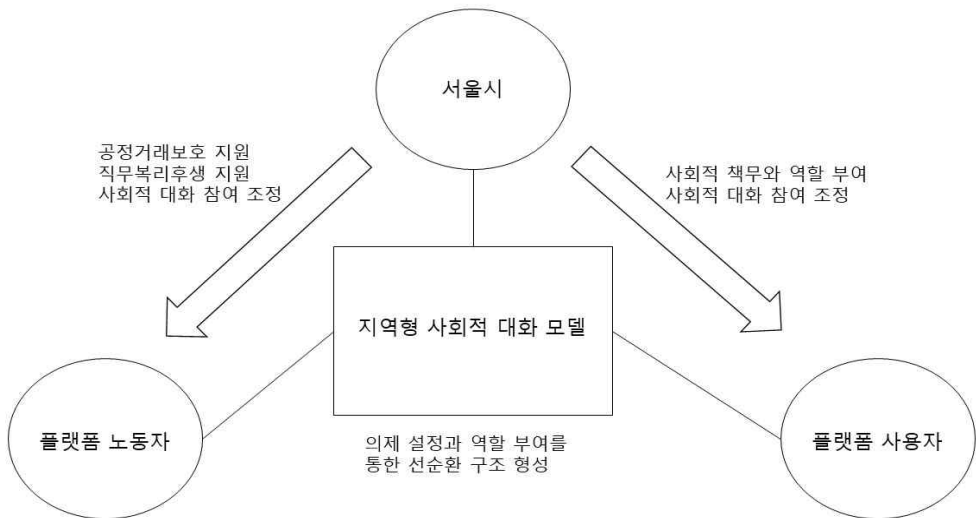 서울시
공정거래보호 지원
직무복리후생 지원
사회적 대화 참여 조정
사회적 책무와 역할 부여
사회적 대화 참여 조정
지역형 사회적 대화 모델
플랫폼 노동자
플랫폼 사용자
의제 설정과 역할 부여를
통한 선순환 구조 형성